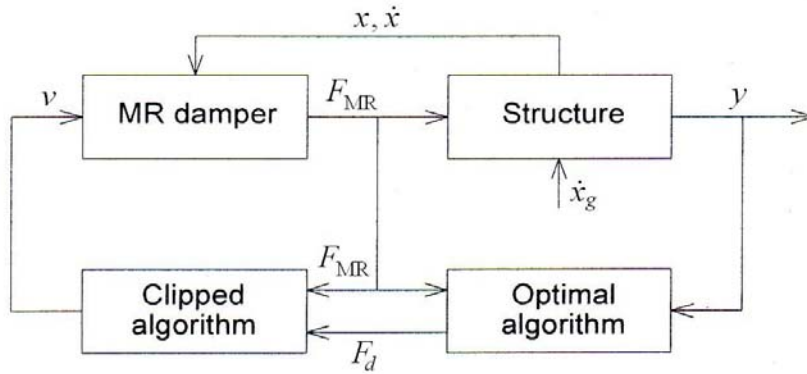 x, ẋ
v
MR damper
F_MR
Structure
y
ẋ_g
F_MR
Clipped
algorithm
Optimal
algorithm
F_d